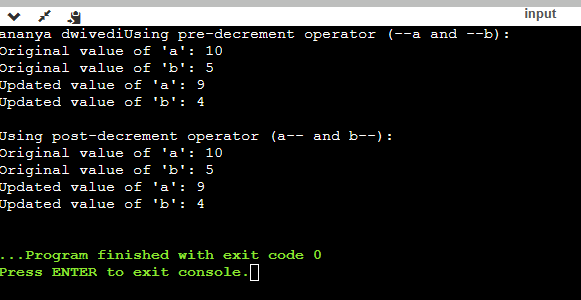 input
ananya dwivediUsing pre-decrement operator (--a and --b):
Original value of 'a': 10
Original value of 'b': 5
Updated value of 'a': 9
Updated value of 'b': 4
Using post-decrement operator (a-- and b--):
Original value of 'a': 10
Original value of 'b': 5
Updated value of 'a': 9
Updated value of 'b': 4
...Program finished with exit code 0
Press ENTER to exit console.